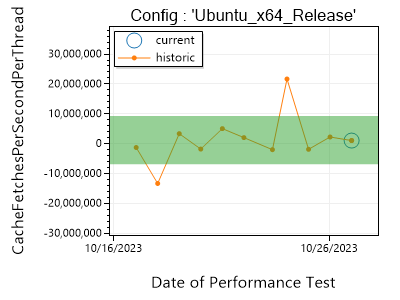 Config : 'Ubuntu_x64_Release'
current
historic
CacheFetchesPerSecondPerThread
30,000,000
20,000,000
10,000,000
0
-10,000,000
-20,000,000
-30,000,000
10/16/2023
10/26/2023
Date of Performance Test